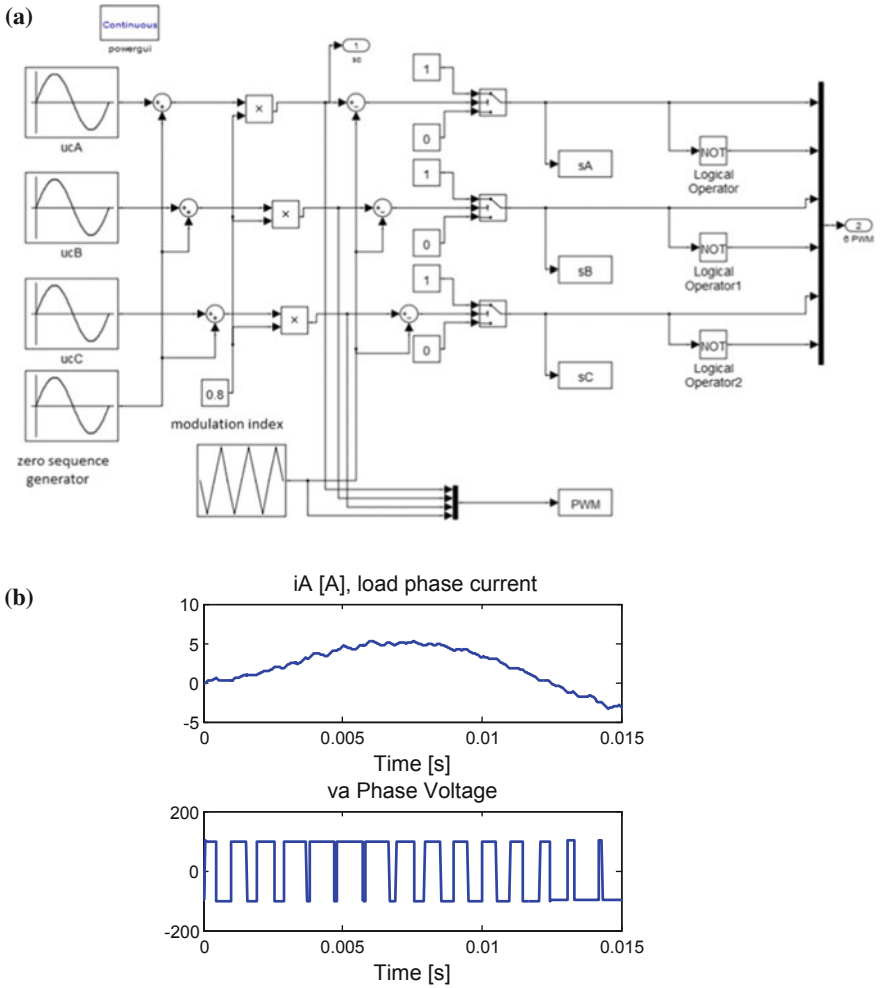 (a)
Continuous
powergui
1
1
ucA
+
+
×
+
−
0
sA
NOT
Logical
Operator
1
ucB
+
+
×
+
−
0
sB
NOT
Logical
Operator1
2
6 PWM
1
ucC
+
+
×
+
−
0
sC
NOT
Logical
Operator2
0.8
modulation index
zero sequence
generator
PWM
(b)
iA [A], load phase current
10
5
0
-5
0
0.005
0.01
0.015
Time [s]
va Phase Voltage
200
0
-200
0
0.005
0.01
0.015
Time [s]